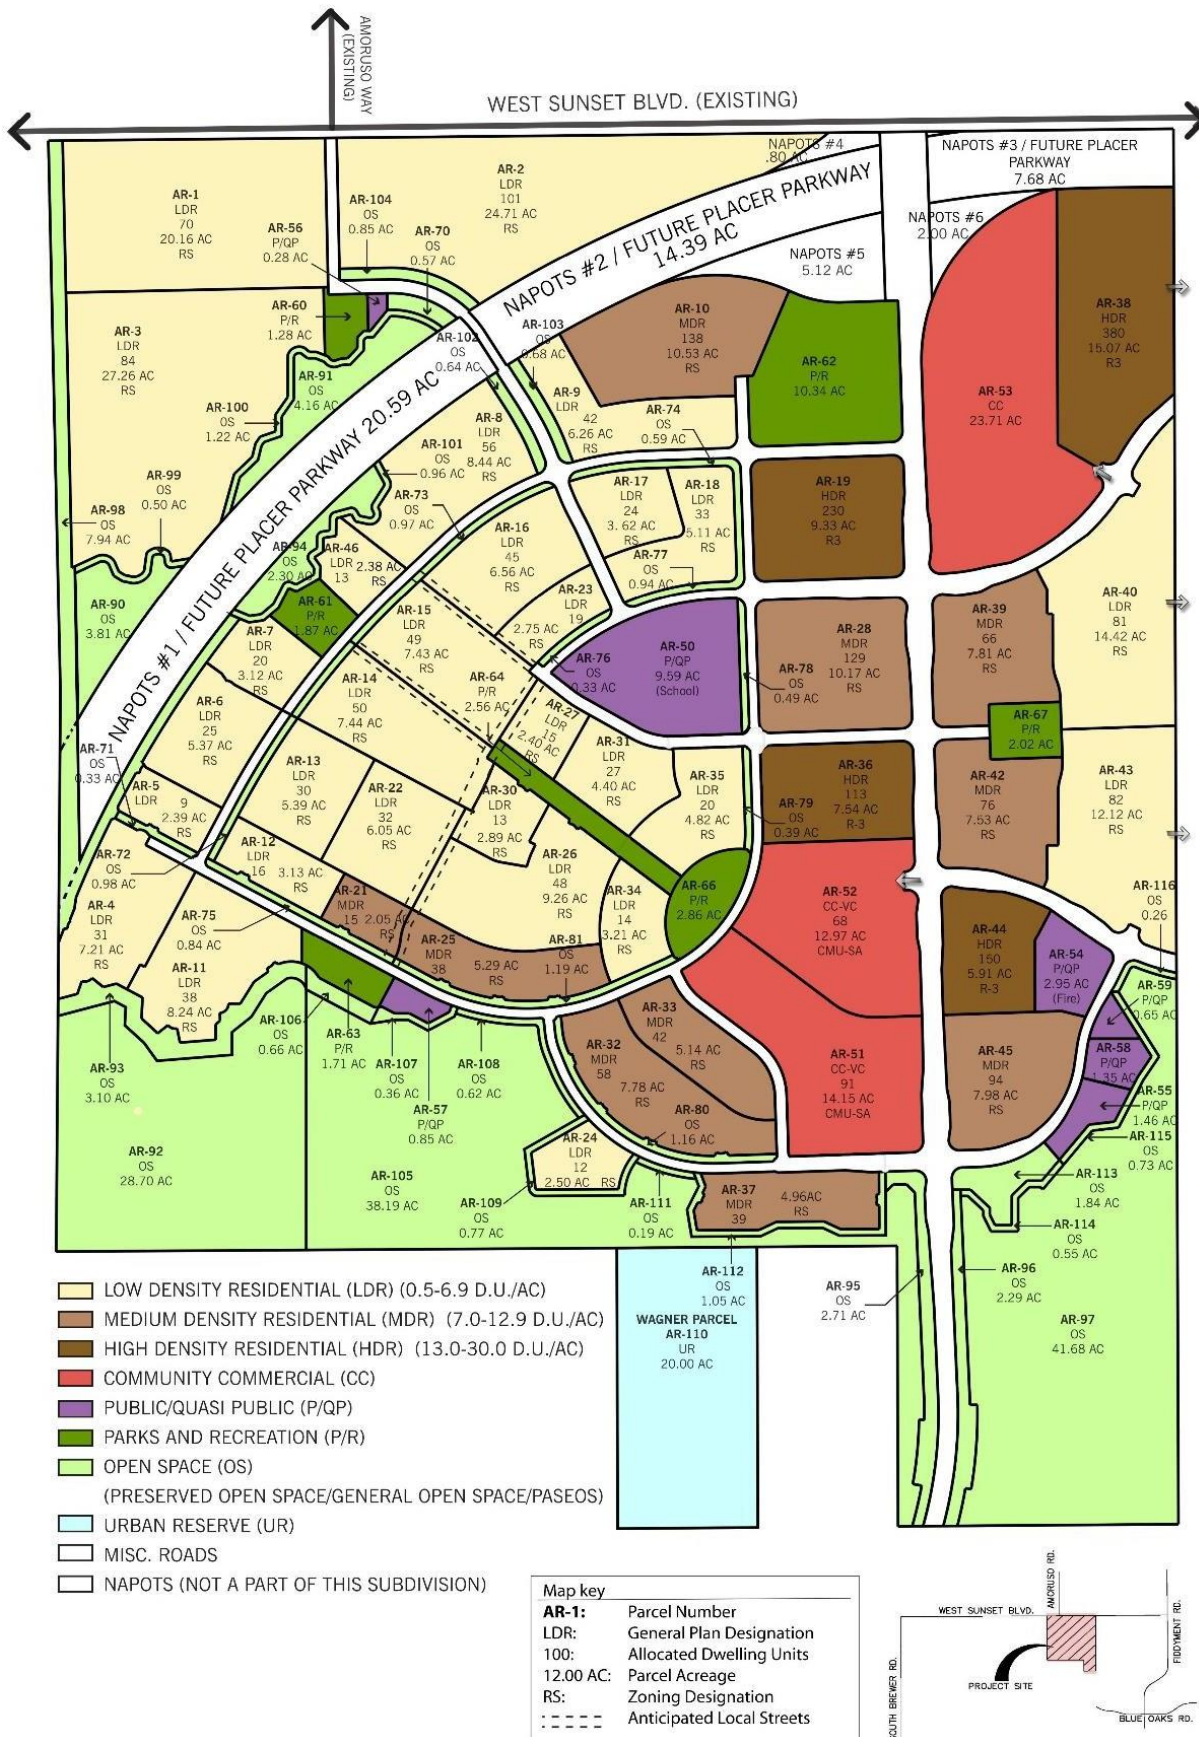 AMORUSO WAY
(EXISTING)
WEST SUNSET BLVD. (EXISTING)
NAPOTS #4
.80 AC
NAPOTS #3 / FUTURE PLACER
PARKWAY
7.68 AC
AR-1
LDR
70
20.16 AC
RS
AR-2
LDR
101
24.71 AC
RS
AR-104
OS
0.85 AC
AR-56
P/QP
0.28 AC
AR-70
OS
0.57 AC
NAPOTS #2 / FUTURE PLACER PARKWAY
14.39 AC
NAPOTS #6
2.00 AC
NAPOTS #5
5.12 AC
AR-3
LDR
84
27.26 AC
RS
AR-60
P/R
1.28 AC
AR-102
OS
0.64 AC
AR-103
OS
0.68 AC
AR-10
MDR
138
10.53 AC
RS
AR-62
P/R
10.34 AC
AR-38
HDR
380
15.07 AC
R3
AR-53
CC
23.71 AC
AR-91
OS
4.16 AC
AR-100
OS
1.22 AC
AR-9
LDR
42
6.26 AC
RS
AR-74
OS
0.59 AC
AR-8
LDR
56
8.44 AC
RS
AR-101
OS
0.96 AC
AR-99
OS
0.50 AC
AR-98
OS
7.94 AC
NAPOTS #1 / FUTURE PLACER PARKWAY 20.59 AC
AR-73
OS
0.97 AC
AR-17
LDR
24
3.62 AC
RS
AR-18
LDR
33
5.11 AC
RS
AR-19
HDR
230
9.33 AC
R3
AR-16
LDR
45
6.56 AC
RS
AR-94
OS
2.30 AC
AR-46
LDR
13
2.38 AC
RS
AR-77
OS
0.94 AC
AR-23
LDR
19
2.75 AC
RS
AR-90
OS
3.81 AC
AR-61
P/R
1.87 AC
AR-15
LDR
49
7.43 AC
RS
AR-7
LDR
20
3.12 AC
RS
AR-76
OS
0.33 AC
AR-50
P/QP
9.59 AC
(School)
AR-78
OS
0.49 AC
AR-28
MDR
129
10.17 AC
RS
AR-39
MDR
66
7.81 AC
RS
AR-40
LDR
81
14.42 AC
RS
AR-14
LDR
50
7.44 AC
RS
AR-64
P/R
2.56 AC
AR-27
LDR
15
2.40 AC
RS
AR-6
LDR
25
5.37 AC
RS
AR-67
P/R
2.02 AC
AR-71
OS
0.33 AC
AR-5
LDR
9
2.39 AC
RS
AR-13
LDR
30
5.39 AC
RS
AR-22
LDR
32
6.05 AC
RS
AR-30
LDR
13
2.89 AC
RS
AR-31
LDR
27
4.40 AC
RS
AR-35
LDR
20
4.82 AC
RS
AR-79
OS
0.39 AC
AR-36
HDR
113
7.54 AC
R-3
AR-42
MDR
76
7.53 AC
RS
AR-43
LDR
82
12.12 AC
RS
AR-72
OS
0.98 AC
AR-12
LDR
16
3.13 AC
RS
AR-26
LDR
48
9.26 AC
RS
AR-34
LDR
14
3.21 AC
RS
AR-66
P/R
2.86 AC
AR-52
CC-VC
68
12.97 AC
CMU-SA
AR-116
OS
0.26
AR-4
LDR
31
7.21 AC
RS
AR-75
OS
0.84 AC
AR-21
MDR
15
2.05 AC
RS
AR-25
MDR
38
5.29 AC
RS
AR-81
OS
1.19 AC
AR-44
HDR
150
5.91 AC
R-3
AR-54
P/QP
2.95 AC
(Fire)
AR-59
P/QP
0.65 AC
AR-11
LDR
38
8.24 AC
RS
AR-106
OS
0.66 AC
AR-63
P/R
1.71 AC
AR-33
MDR
42
5.14 AC
RS
AR-32
MDR
58
7.78 AC
RS
AR-51
CC-VC
91
14.15 AC
CMU-SA
AR-45
MDR
94
7.98 AC
RS
AR-58
P/QP
1.35 AC
AR-93
OS
3.10 AC
AR-107
OS
0.36 AC
AR-108
OS
0.62 AC
AR-57
P/QP
0.85 AC
AR-80
OS
1.16 AC
AR-55
P/QP
1.46 AC
AR-115
OS
0.73 AC
AR-92
OS
28.70 AC
AR-105
OS
38.19 AC
AR-24
LDR
12
2.50 AC RS
AR-109
OS
0.77 AC
AR-111
OS
0.19 AC
AR-37
MDR
39
4.96AC
RS
AR-113
OS
1.84 AC
AR-114
OS
0.55 AC
AR-112
OS
1.05 AC
AR-95
OS
2.71 AC
AR-96
OS
2.29 AC
AR-97
OS
41.68 AC
WAGNER PARCEL
AR-110
UR
20.00 AC
LOW DENSITY RESIDENTIAL (LDR) (0.5-6.9 D.U./AC)
MEDIUM DENSITY RESIDENTIAL (MDR) (7.0-12.9 D.U./AC)
HIGH DENSITY RESIDENTIAL (HDR) (13.0-30.0 D.U./AC)
COMMUNITY COMMERCIAL (CC)
PUBLIC/QUASI PUBLIC (P/QP)
PARKS AND RECREATION (P/R)
OPEN SPACE (OS)
(PRESERVED OPEN SPACE/GENERAL OPEN SPACE/PASEOS)
URBAN RESERVE (UR)
MISC. ROADS
NAPOTS (NOT A PART OF THIS SUBDIVISION)
Map key
AR-1: Parcel Number
LDR: General Plan Designation
100: Allocated Dwelling Units
12.00 AC: Parcel Acreage
RS: Zoning Designation
Anticipated Local Streets
WEST SUNSET BLVD.
AMORUSO RD.
FIDDYMENT RD.
PROJECT SITE
SOUTH BREWER RD.
BLUE OAKS RD.